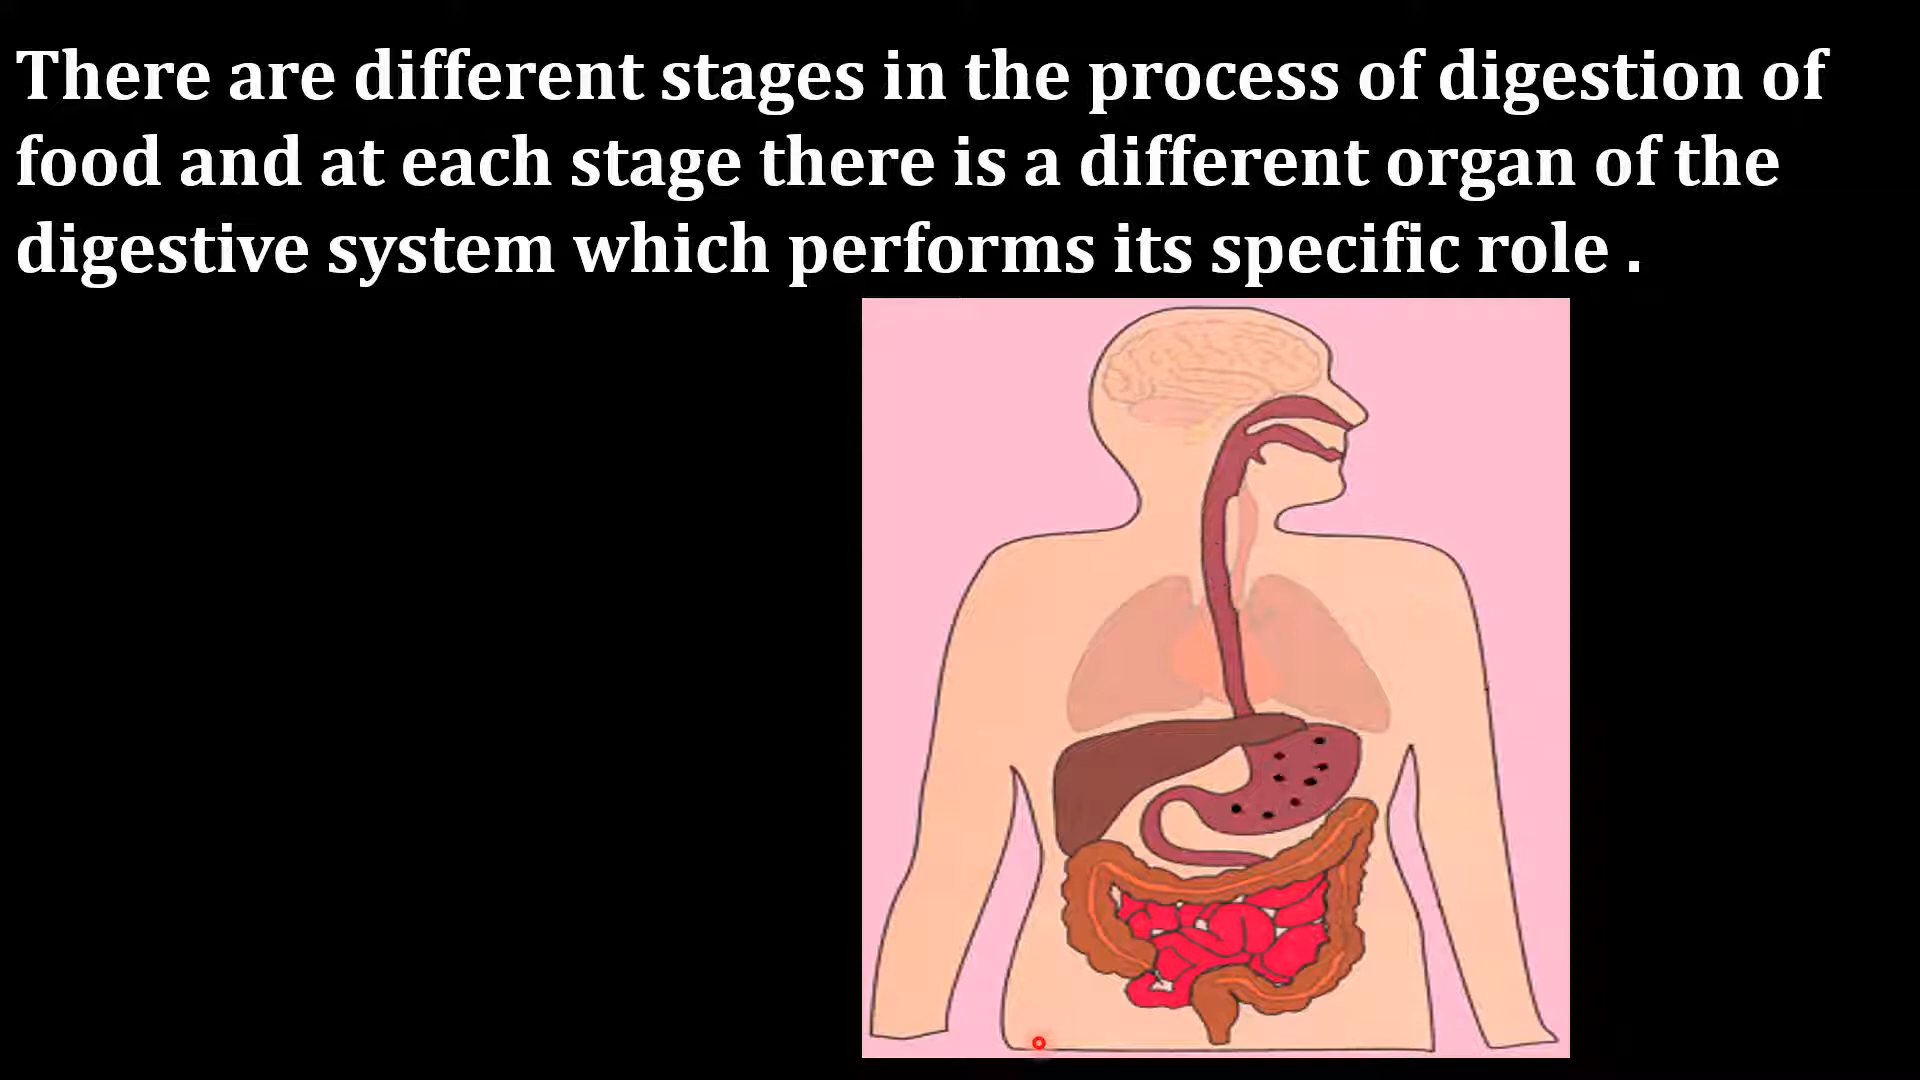 There are different stages in the process of digestion of
food and at each stage there is a different organ of the
digestive system which performs its specific role .